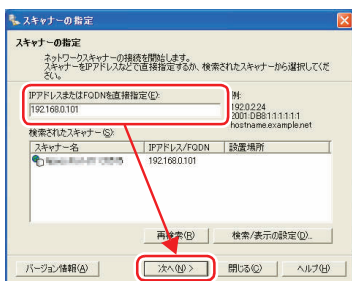 スキャナーの指定
スキャナーの指定
ネットワークスキャナーの接続を開始します。
スキャナーをIPアドレスなどで直接指定するか、検索されたスキャナーから選択してくだ
さい。
IPアドレスまたはFQDNを直接指定(E):
192.168.0.101
例:
192.0.2.24
2001:DB8:1:1:1:1:1:1
hostname.example.net
検索されたスキャナー(S):
スキャナー名 IPアドレス/FQDN 設置場所
192.168.0.101
再検索(R) 検索/表示の設定(O)...
バージョン情報(A) 次へ(N) > 閉じる(C) ヘルプ(H)